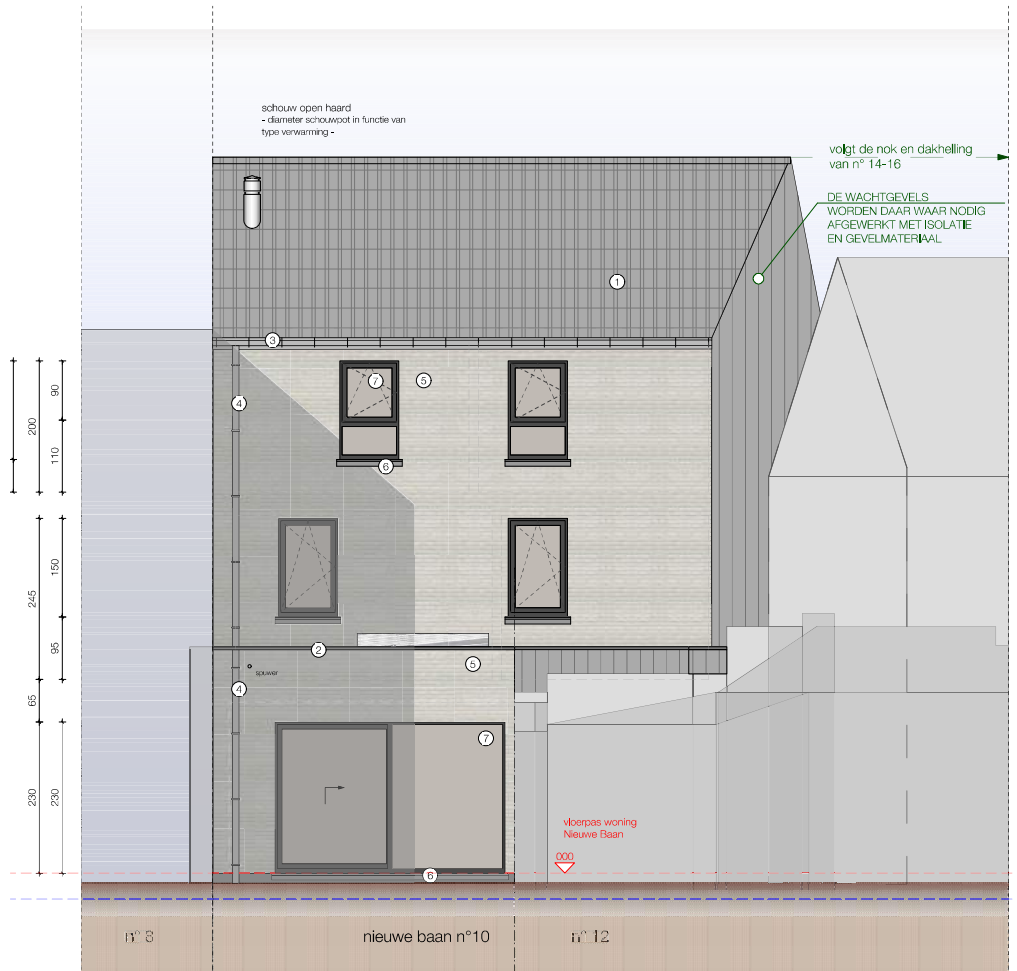 schouw open haard
- diameter schouwpot in functie van
type verwarming -
volgt de nok en dakhelling
van n° 14-16
DE WACHTGEVELS
WORDEN DAAR WAAR NODIG
AFGEWERKT MET ISOLATIE
EN GEVELMATERIAAL
1
3
7
5
4
6
200
90
110
245
150
95
65
230
230
2
5
spuwer
4
7
vloerpas woning
Nieuwe Baan
000
6
n° 8
nieuwe baan n°10
n° 12